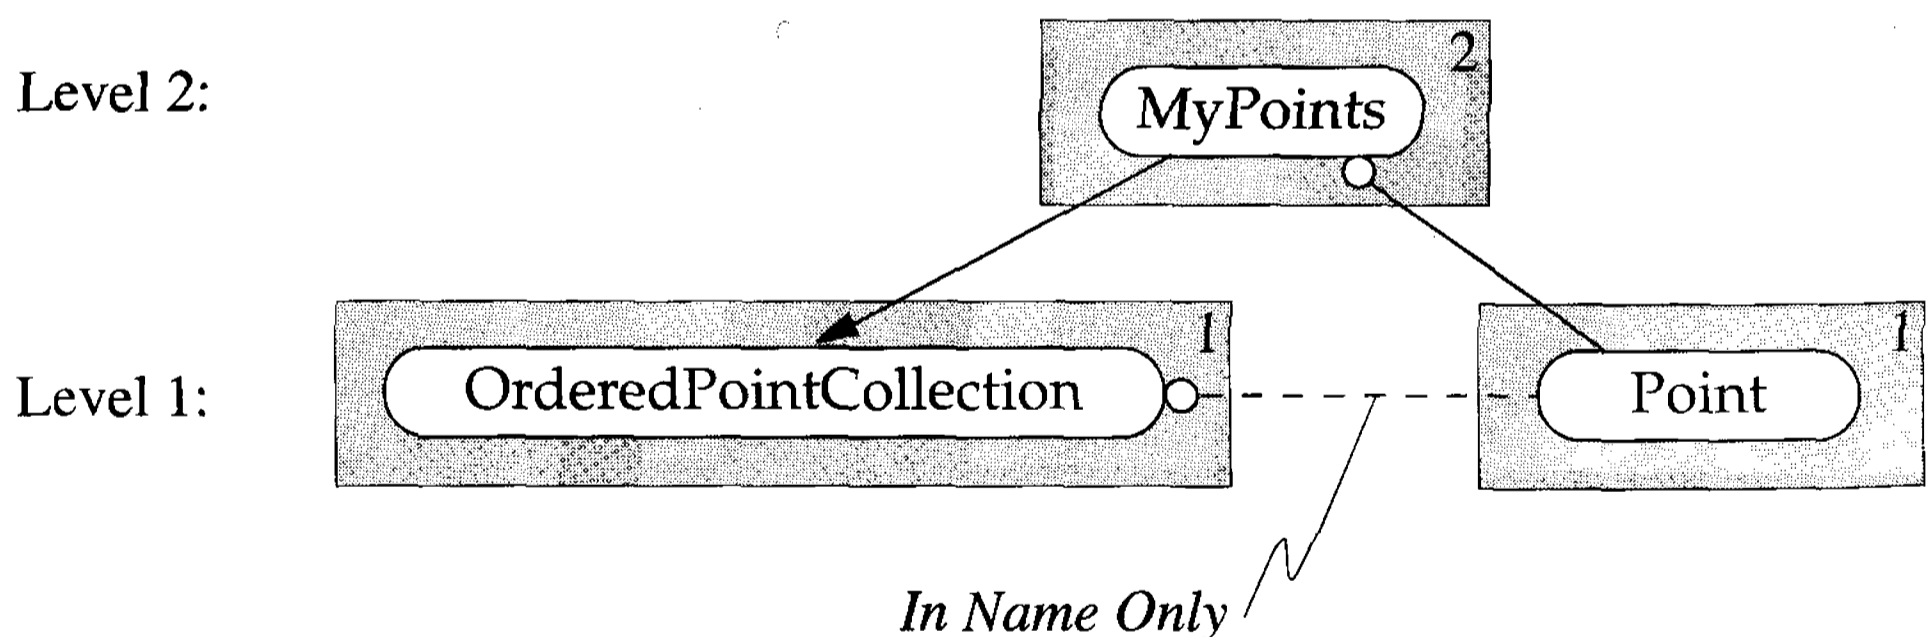 Level 2:
2
MyPoints
Level 1:
1
OrderedPointCollection
1
Point
In Name Only